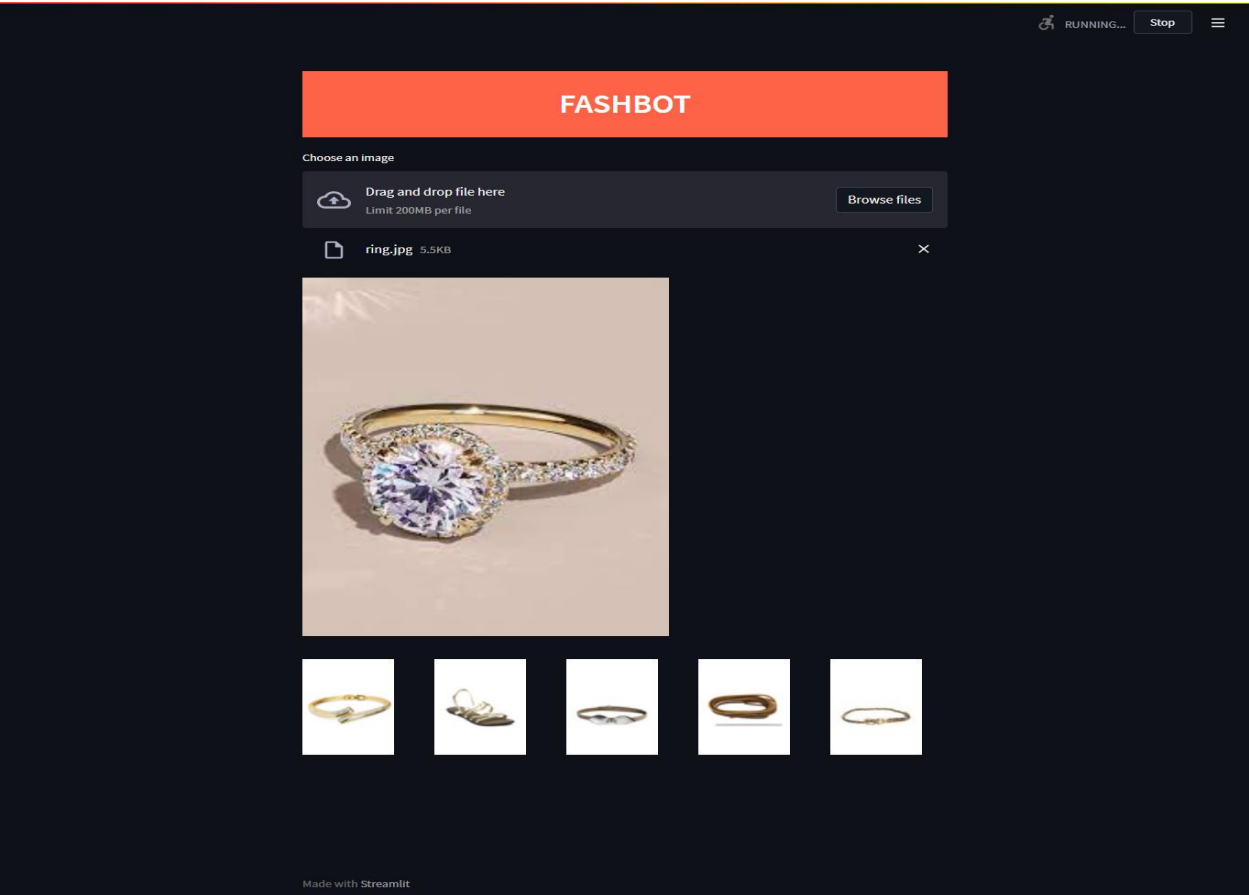 RUNNING...
Stop
FASHBOT
Choose an image
Drag and drop file here
Limit 200MB per file
Browse files
ring.jpg 5.5KB
Made with Streamlit